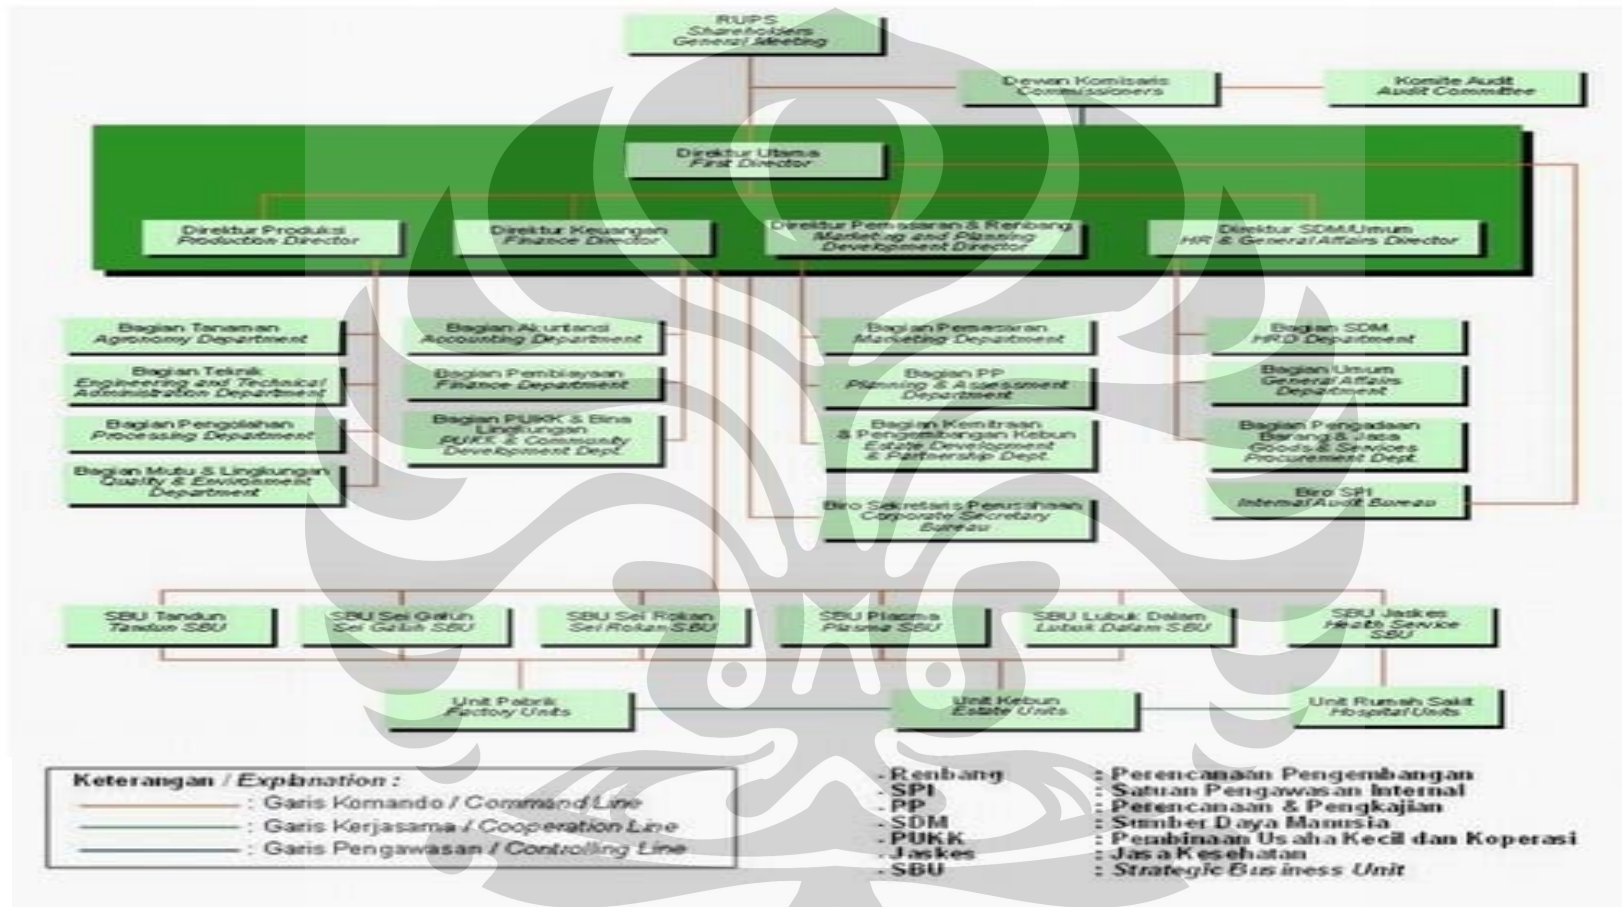 RUPS
Shareholders
General Meeting
Dewan Komisaris
Commissioners
Komite Audit
Audit Committee
Direktur Utama
First Director
Direktur Produksi
Production Director
Direktur Keuangan
Finance Director
Direktur Pemasaran & Renbang
Marketing and Planning
Development Director
Direktur SDM/Umum
HR & General Affairs Director
Bagian Tanaman
Agronomy Department
Bagian Akuntansi
Accounting Department
Bagian Pemasaran
Marketing Department
Bagian SDM
HRD Department
Bagian Teknik
Engineering and Technical
Administration Department
Bagian Pembiayaan
Finance Department
Bagian PP
Planning & Assessment
Department
Bagian Umum
General Affairs
Department
Bagian Pengolahan
Processing Department
Bagian PUKK & Bina
Lingkungan
PUKK & Community
Development Dept.
Bagian Kemitraan
& Pengembangan Kebun
Estate Development
& Partnership Dept.
Bagian Pengadaan
Barang & Jasa
Goods & Services
Procurement Dept.
Bagian Mutu & Lingkungan
Quality & Environment
Department
Biro Sekretaris Perusahaan
Corporate Secretary
Bureau
Biro SPI
Internal Audit Bureau
SBU Tandun
Tandun SBU
SBU Sei Galuh
Sei Galuh SBU
SBU Sei Rokan
Sei Rokan SBU
SBU Plasma
Plasma SBU
SBU Lubuk Dalam
Lubuk Dalam SBU
SBU Jaskes
Health Service
SBU
Unit Pabrik
Factory Units
Unit Kebun
Estate Units
Unit Rumah Sakit
Hospital Units
Keterangan / Explanation :
: Garis Komando / Command Line
: Garis Kerjasama / Cooperation Line
: Garis Pengawasan / Controlling Line
- Renbang : Perencanaan Pengembangan
- SPI : Satuan Pengawasan Internal
- PP : Perencanaan & Pengkajian
- SDM : Sumber Daya Manusia
- PUKK : Pembinaan Usaha Kecil dan Koperasi
- Jaskes : Jasa Kesehatan
- SBU : Strategic Business Unit